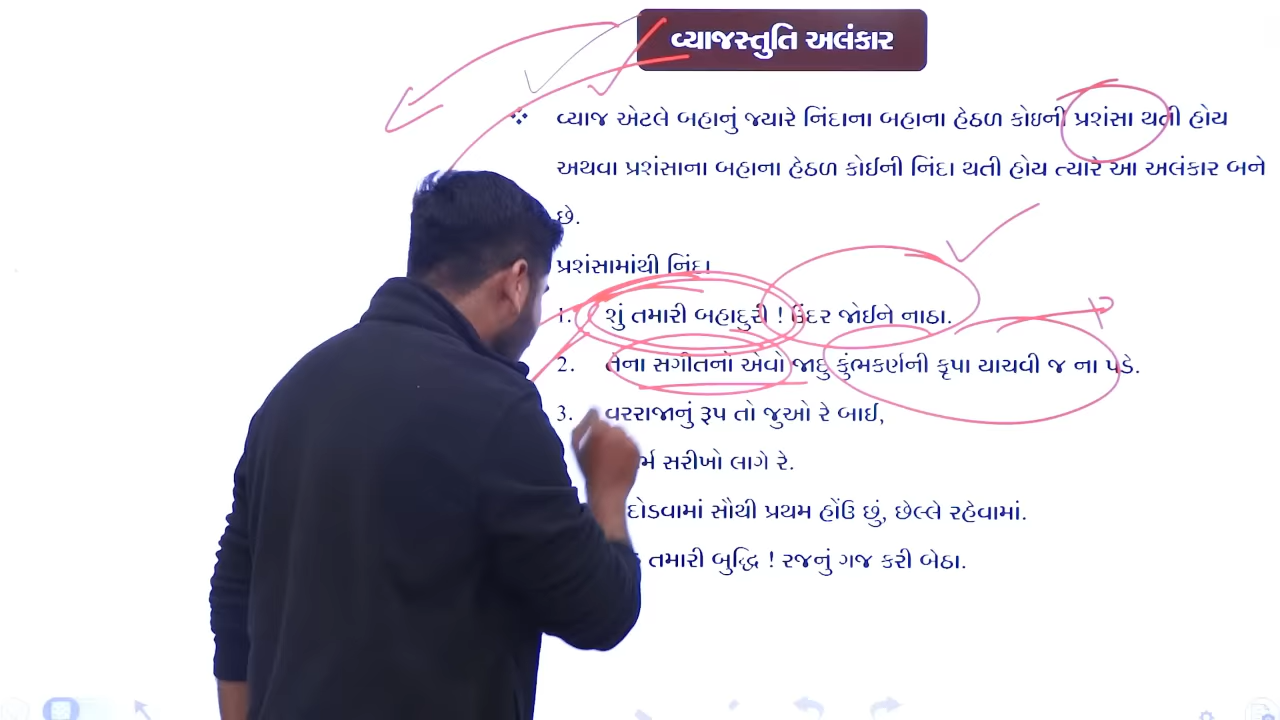 વ્યાજસ્તુતિ અલંકાર
❖ વ્યાજ એટલે બહાનું જ્યારે નિંદાના બહાના હેઠળ કોઇની પ્રશંસા થતી હોય
અથવા પ્રશંસાના બહાના હેઠળ કોઈની નિંદા થતી હોય ત્યારે આ અલંકાર બને
છે.
પ્રશંસામાંથી નિંદા
1. શું તમારી બહાદુરી ! ઉંદર જોઈને નાઠા.
2. તેના સગીતનો એવો જાદુ કુંભકર્ણની કૃપા યાચવી જ ના પડે.
3. વરરાજાનું રૂપ તો જુઓ રે બાઈ,
સરીખો લાગે રે.
દોડવામાં સૌથી પ્રથમ હોંઉ છું, છેલ્લે રહેવામાં.
તમારી બુદ્ધિ ! રજનું ગજ કરી બેઠા.